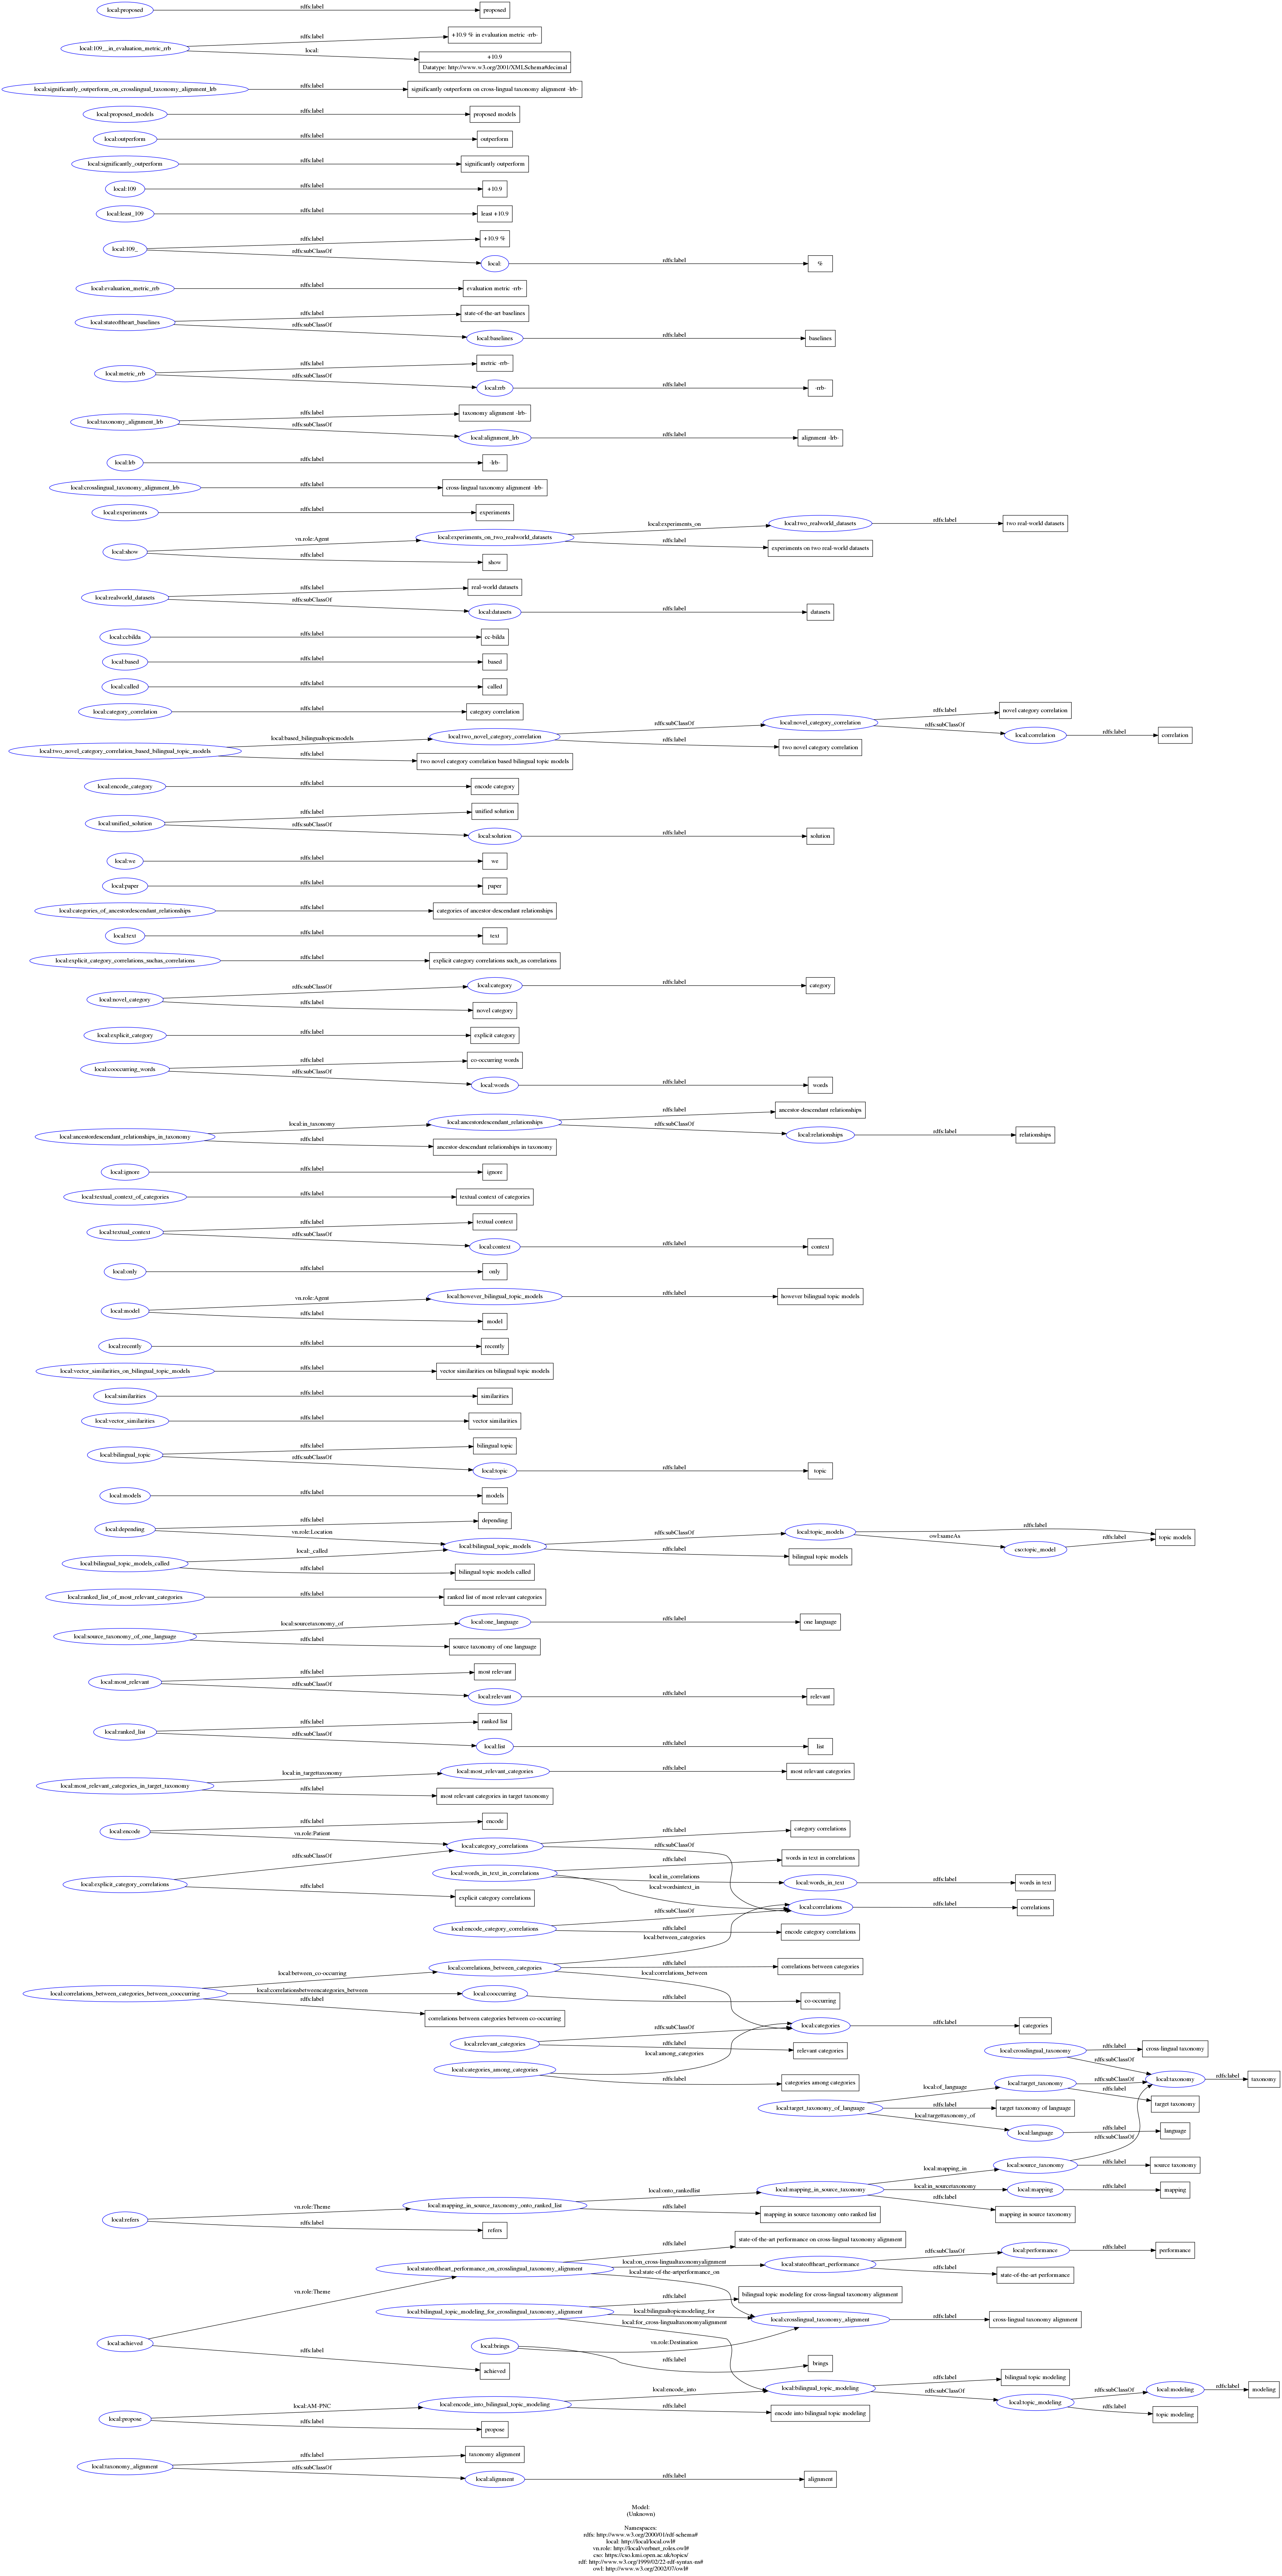 local:proposed
rdfs:label
proposed
local:109__in_evaluation_metric_rrb
rdfs:label
+10.9 % in evaluation metric -rrb-
local:
+10.9
Datatype: http://www.w3.org/2001/XMLSchema#decimal
local:significantly_outperform_on_crosslingual_taxonomy_alignment_lrb
rdfs:label
significantly outperform on cross-lingual taxonomy alignment -lrb-
local:proposed_models
rdfs:label
proposed models
local:outperform
rdfs:label
outperform
local:significantly_outperform
rdfs:label
significantly outperform
local:109
rdfs:label
+10.9
local:least_109
rdfs:label
least +10.9
local:109_
rdfs:label
+10.9 %
rdfs:subClassOf
local:
rdfs:label
%
local:evaluation_metric_rrb
rdfs:label
evaluation metric -rrb-
local:stateoftheart_baselines
rdfs:label
state-of-the-art baselines
rdfs:subClassOf
local:baselines
rdfs:label
baselines
local:metric_rrb
rdfs:label
metric -rrb-
rdfs:subClassOf
local:rrb
rdfs:label
-rrb-
local:taxonomy_alignment_lrb
rdfs:label
taxonomy alignment -lrb-
rdfs:subClassOf
local:alignment_lrb
rdfs:label
alignment -lrb-
local:lrb
rdfs:label
-lrb-
local:crosslingual_taxonomy_alignment_lrb
rdfs:label
cross-lingual taxonomy alignment -lrb-
local:experiments
rdfs:label
experiments
local:show
vn.role:Agent
local:experiments_on_two_realworld_datasets
local:experiments_on
local:two_realworld_datasets
rdfs:label
two real-world datasets
rdfs:label
experiments on two real-world datasets
rdfs:label
show
local:realworld_datasets
rdfs:label
real-world datasets
rdfs:subClassOf
local:datasets
rdfs:label
datasets
local:ccbilda
rdfs:label
cc-bilda
local:based
rdfs:label
based
local:called
rdfs:label
called
local:category_correlation
rdfs:label
category correlation
local:two_novel_category_correlation_based_bilingual_topic_models
local:based_bilingualtopicmodels
local:two_novel_category_correlation
rdfs:subClassOf
local:novel_category_correlation
rdfs:label
novel category correlation
rdfs:subClassOf
local:correlation
rdfs:label
correlation
rdfs:label
two novel category correlation
rdfs:label
two novel category correlation based bilingual topic models
local:encode_category
rdfs:label
encode category
local:unified_solution
rdfs:label
unified solution
rdfs:subClassOf
local:solution
rdfs:label
solution
local:we
rdfs:label
we
local:paper
rdfs:label
paper
local:categories_of_ancestordescendant_relationships
rdfs:label
categories of ancestor-descendant relationships
local:text
rdfs:label
text
local:explicit_category_correlations_suchas_correlations
rdfs:label
explicit category correlations such_as correlations
local:novel_category
rdfs:subClassOf
local:category
rdfs:label
category
rdfs:label
novel category
local:explicit_category
rdfs:label
explicit category
local:cooccurring_words
rdfs:label
co-occurring words
rdfs:subClassOf
local:words
rdfs:label
words
local:ancestordescendant_relationships_in_taxonomy
local:in_taxonomy
local:ancestordescendant_relationships
rdfs:label
ancestor-descendant relationships
rdfs:subClassOf
local:relationships
rdfs:label
relationships
rdfs:label
ancestor-descendant relationships in taxonomy
local:ignore
rdfs:label
ignore
local:textual_context_of_categories
rdfs:label
textual context of categories
local:textual_context
rdfs:label
textual context
rdfs:subClassOf
local:context
rdfs:label
context
local:only
rdfs:label
only
local:model
vn.role:Agent
local:however_bilingual_topic_models
rdfs:label
however bilingual topic models
rdfs:label
model
local:recently
rdfs:label
recently
local:vector_similarities_on_bilingual_topic_models
rdfs:label
vector similarities on bilingual topic models
local:similarities
rdfs:label
similarities
local:vector_similarities
rdfs:label
vector similarities
local:bilingual_topic
rdfs:label
bilingual topic
rdfs:subClassOf
local:topic
rdfs:label
topic
local:models
rdfs:label
models
local:depending
rdfs:label
depending
vn.role:Location
local:bilingual_topic_models
rdfs:subClassOf
local:topic_models
rdfs:label
topic models
owl:sameAs
cso:topic_model
rdfs:label
rdfs:label
bilingual topic models
local:bilingual_topic_models_called
local:_called
rdfs:label
bilingual topic models called
local:ranked_list_of_most_relevant_categories
rdfs:label
ranked list of most relevant categories
local:source_taxonomy_of_one_language
local:sourcetaxonomy_of
local:one_language
rdfs:label
one language
rdfs:label
source taxonomy of one language
local:most_relevant
rdfs:label
most relevant
rdfs:subClassOf
local:relevant
rdfs:label
relevant
local:ranked_list
rdfs:label
ranked list
rdfs:subClassOf
local:list
rdfs:label
list
local:most_relevant_categories_in_target_taxonomy
local:in_targettaxonomy
local:most_relevant_categories
rdfs:label
most relevant categories
rdfs:label
most relevant categories in target taxonomy
local:encode
rdfs:label
encode
vn.role:Patient
local:category_correlations
rdfs:label
category correlations
rdfs:subClassOf
local:explicit_category_correlations
rdfs:subClassOf
rdfs:label
explicit category correlations
local:words_in_text_in_correlations
rdfs:label
words in text in correlations
local:in_correlations
local:words_in_text
rdfs:label
words in text
local:wordsintext_in
local:correlations
rdfs:label
correlations
local:encode_category_correlations
rdfs:subClassOf
rdfs:label
encode category correlations
local:between_categories
local:correlations_between_categories_between_cooccurring
local:between_co-occurring
local:correlations_between_categories
rdfs:label
correlations between categories
local:correlations_between
local:correlationsbetweencategories_between
local:cooccurring
rdfs:label
co-occurring
rdfs:label
correlations between categories between co-occurring
local:categories
rdfs:label
categories
local:relevant_categories
rdfs:subClassOf
rdfs:label
relevant categories
local:categories_among_categories
local:among_categories
rdfs:label
categories among categories
local:crosslingual_taxonomy
rdfs:label
cross-lingual taxonomy
rdfs:subClassOf
local:taxonomy
rdfs:label
taxonomy
local:target_taxonomy_of_language
local:of_language
local:target_taxonomy
rdfs:subClassOf
rdfs:label
target taxonomy
rdfs:label
target taxonomy of language
local:targettaxonomy_of
local:language
rdfs:label
language
rdfs:subClassOf
local:source_taxonomy
rdfs:label
source taxonomy
local:refers
vn.role:Theme
local:mapping_in_source_taxonomy_onto_ranked_list
local:onto_rankedlist
local:mapping_in_source_taxonomy
local:mapping_in
local:in_sourcetaxonomy
local:mapping
rdfs:label
mapping
rdfs:label
mapping in source taxonomy
rdfs:label
mapping in source taxonomy onto ranked list
rdfs:label
refers
local:stateoftheart_performance_on_crosslingual_taxonomy_alignment
rdfs:label
state-of-the-art performance on cross-lingual taxonomy alignment
local:on_cross-lingualtaxonomyalignment
local:stateoftheart_performance
rdfs:subClassOf
local:performance
rdfs:label
performance
rdfs:label
state-of-the-art performance
local:state-of-the-artperformance_on
vn.role:Theme
local:bilingual_topic_modeling_for_crosslingual_taxonomy_alignment
rdfs:label
bilingual topic modeling for cross-lingual taxonomy alignment
local:bilingualtopicmodeling_for
local:crosslingual_taxonomy_alignment
rdfs:label
cross-lingual taxonomy alignment
local:for_cross-lingualtaxonomyalignment
local:achieved
rdfs:label
achieved
local:brings
vn.role:Destination
rdfs:label
brings
local:propose
local:AM-PNC
local:encode_into_bilingual_topic_modeling
local:encode_into
local:bilingual_topic_modeling
rdfs:label
bilingual topic modeling
rdfs:subClassOf
local:topic_modeling
rdfs:subClassOf
local:modeling
rdfs:label
modeling
rdfs:label
topic modeling
rdfs:label
encode into bilingual topic modeling
rdfs:label
propose
local:taxonomy_alignment
rdfs:label
taxonomy alignment
rdfs:subClassOf
local:alignment
rdfs:label
alignment
Model:
(Unknown)
Namespaces:
rdfs: http://www.w3.org/2000/01/rdf-schema#
local: http://local/local.owl#
vn.role: http://local/verbnet_roles.owl#
cso: https://cso.kmi.open.ac.uk/topics/
rdf: http://www.w3.org/1999/02/22-rdf-syntax-ns#
owl: http://www.w3.org/2002/07/owl#